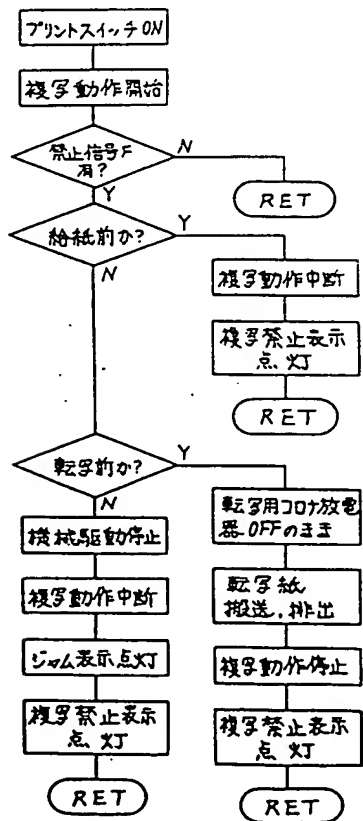 プリントスイッチON
複写動作開始
禁止信号F
有?
N
Y
RET
給紙前か?
Y
N
複写動作中断
複写禁止表示
点灯
RET
転写前か?
Y
N
機械駆動停止
複写動作中断
ジャム表示点灯
複写禁止表示
点灯
RET
転写用コロナ放電
器OFFのまま
転写紙
搬送,排出
複写動作停止
複写禁止表示
点灯
RET